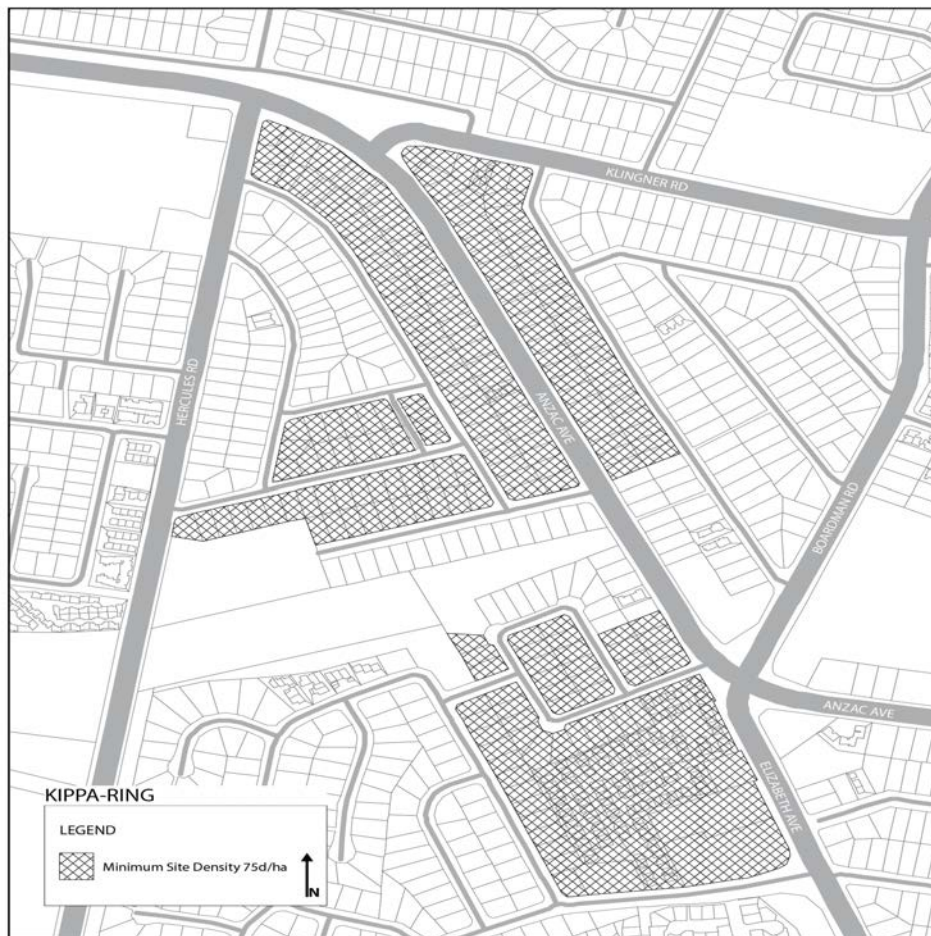 KLINGNER RD
HERCULES RD
ANZAC AVE
BOARDMAN RD
ANZAC AVE
ELIZABETH AVE
KIPPA-RING
LEGEND
Minimum Site Density 75d/ha
N